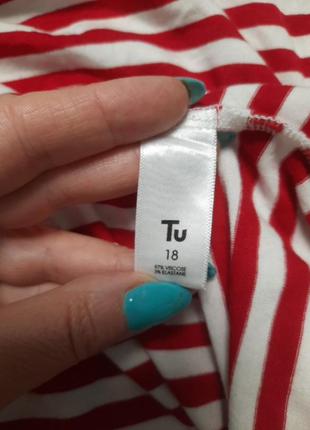 Tu
18
97% VISCOSE
3% ELASTANE